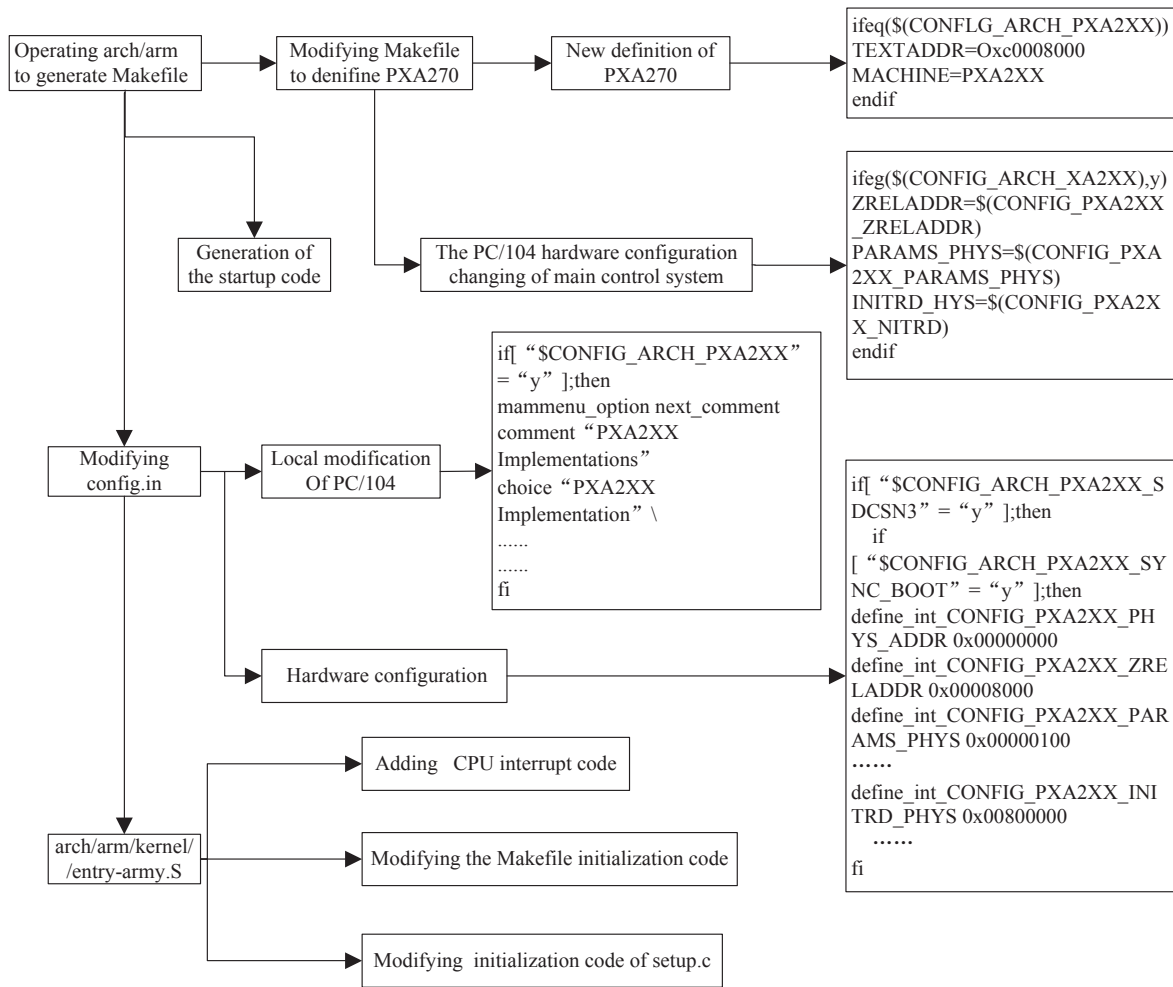 Operating arch/arm
to generate Makefile
Modifying Makefile
to denifine PXA270
New definition of
PXA270
ifeq($(CONFLG_ARCH_PXA2XX))
TEXTADDR=Oxc0008000
MACHINE=PXA2XX
endif
Generation of
the startup code
The PC/104 hardware configuration
changing of main control system
ifeg($(CONFIG_ARCH_XA2XX),y)
ZRELADDR=$(CONFIG_PXA2XX
_ZRELADDR)
PARAMS_PHYS=$(CONFIG_PXA
2XX_PARAMS_PHYS)
INITRD_HYS=$(CONFIG_PXA2X
X_NITRD)
endif
Modifying
config.in
Local modification
Of PC/104
if[ “$CONFIG_ARCH_PXA2XX”
= “y” ];then
mammenu_option next_comment
comment “PXA2XX
Implementations”
choice “PXA2XX
Implementation” \
......
......
fi
Hardware configuration
if[ “$CONFIG_ARCH_PXA2XX_S
DCSN3” = “y” ];then
if
[ “$CONFIG_ARCH_PXA2XX_SY
NC_BOOT” = “y” ];then
define_int_CONFIG_PXA2XX_PH
YS_ADDR 0x00000000
define_int_CONFIG_PXA2XX_ZRE
LADDR 0x00008000
define_int_CONFIG_PXA2XX_PAR
AMS_PHYS 0x00000100
……
define_int_CONFIG_PXA2XX_INI
TRD_PHYS 0x00800000
……
fi
arch/arm/kernel/
/entry-army.S
Adding CPU interrupt code
Modifying the Makefile initialization code
Modifying initialization code of setup.c